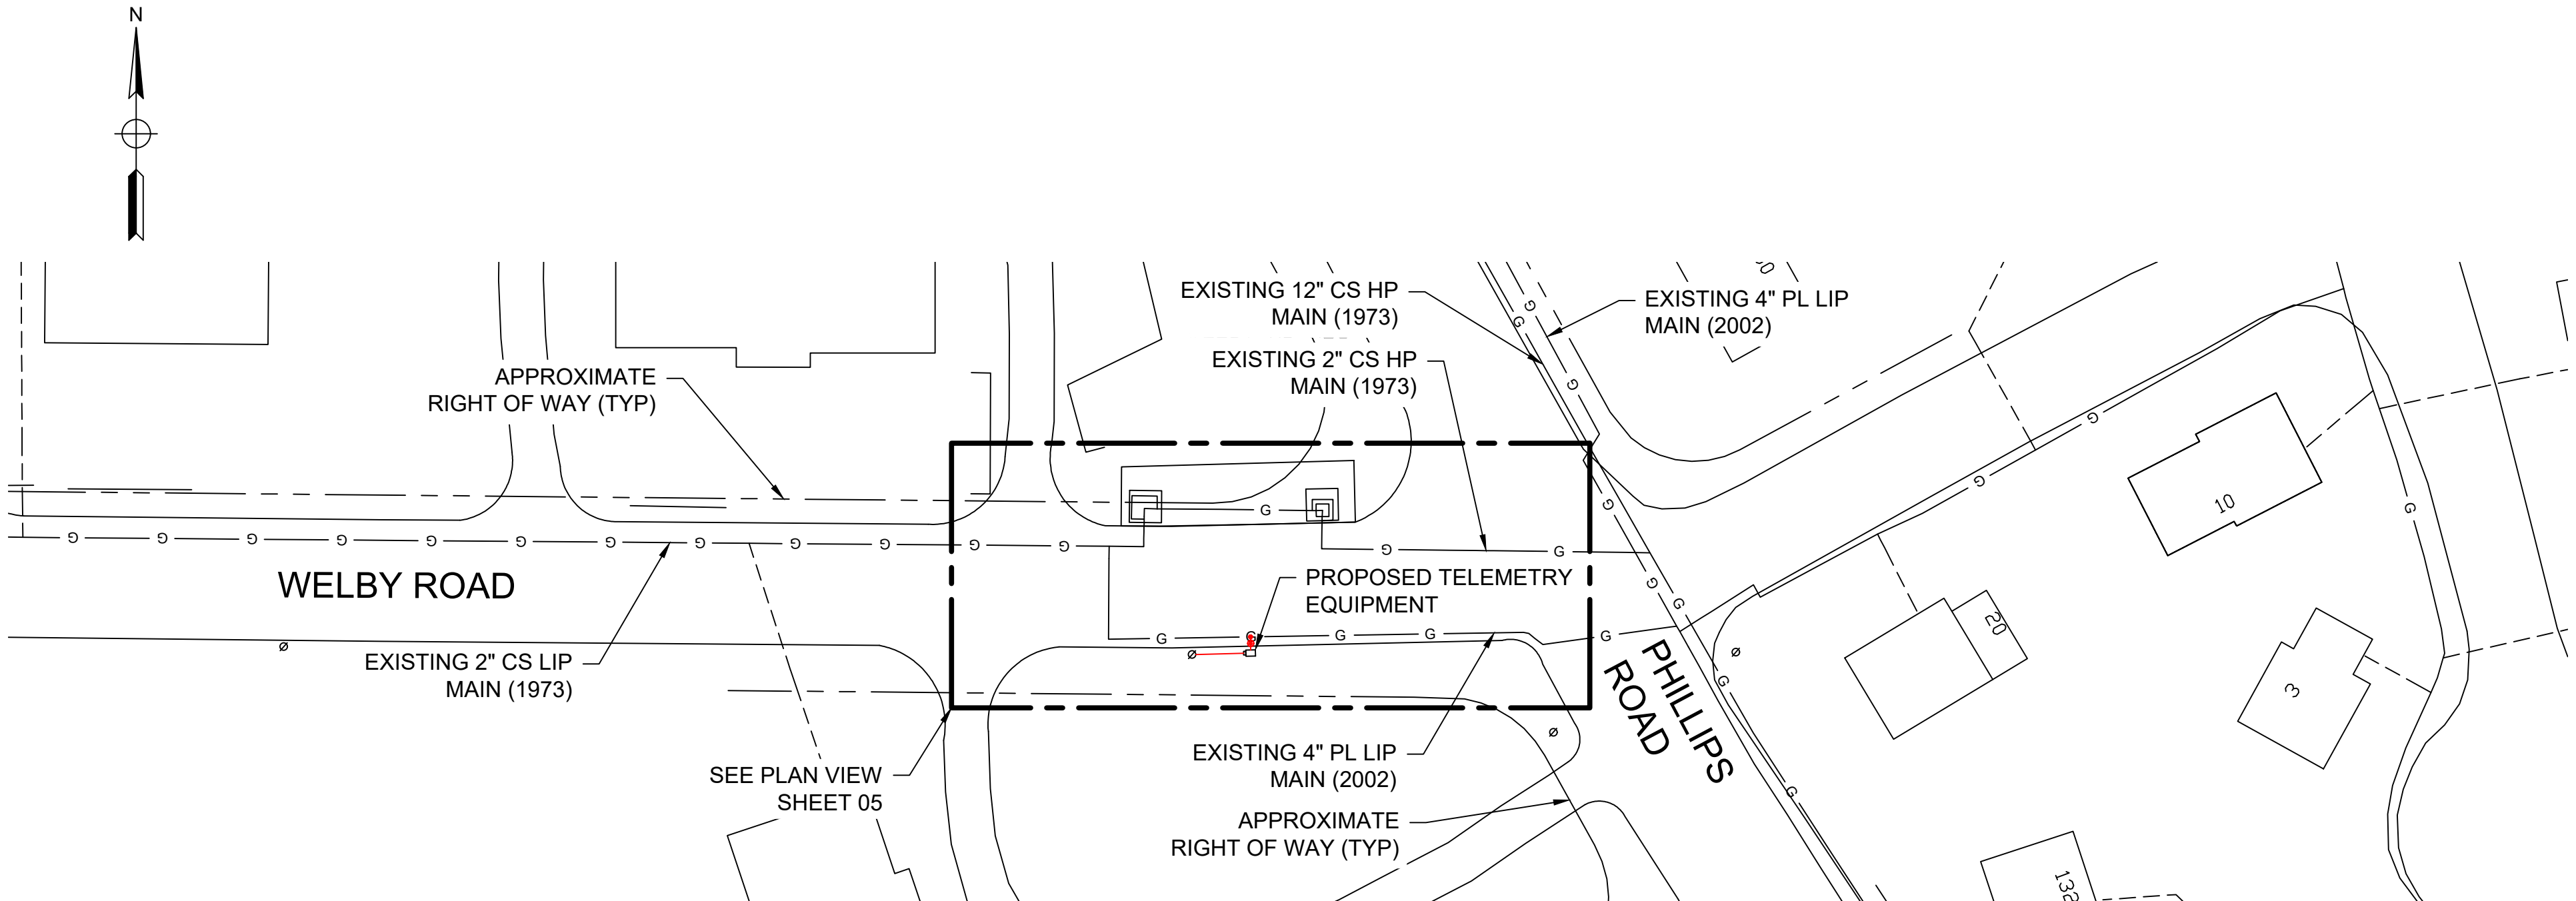 N
EXISTING 12" CS HP
MAIN (1973)
EXISTING 4" PL LIP
MAIN (2002)
EXISTING 2" CS HP
MAIN (1973)
APPROXIMATE
RIGHT OF WAY (TYP)
G G G G G G G G G G G G
G
G G
G G G G G
G G G G G G G G G
G G G G
10
20
3
132
WELBY ROAD
PROPOSED TELEMETRY
EQUIPMENT
EXISTING 2" CS LIP
MAIN (1973)
PHILLIPS
ROAD
SEE PLAN VIEW
SHEET 05
EXISTING 4" PL LIP
MAIN (2002)
APPROXIMATE
RIGHT OF WAY (TYP)